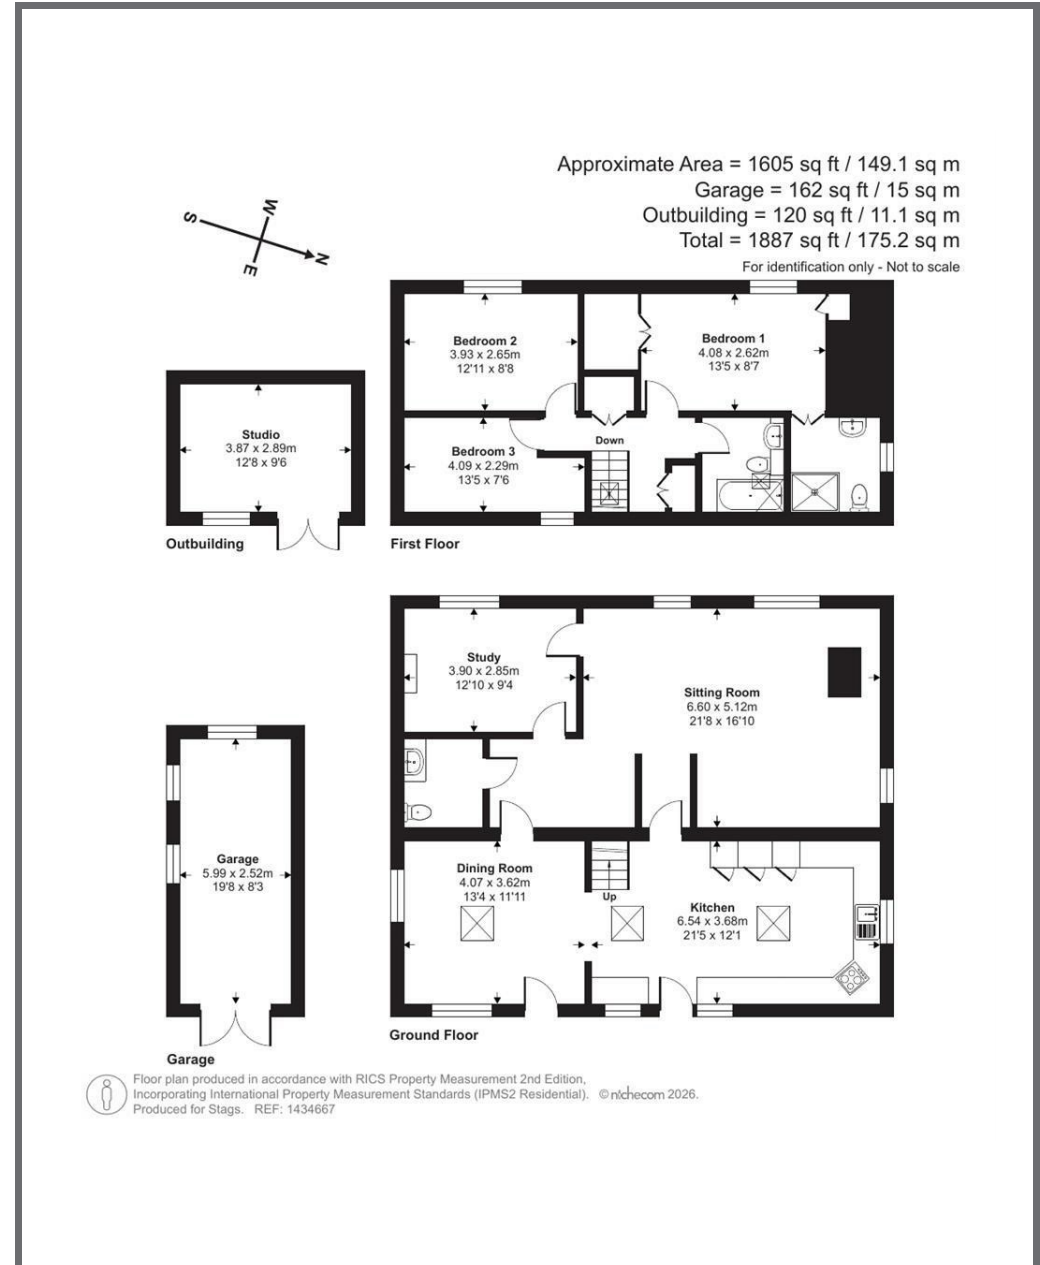 Approximate Area = 1605 sq ft / 149.1 sq m
Garage = 162 sq ft / 15 sq m
Outbuilding = 120 sq ft / 11.1 sq m
Total = 1887 sq ft / 175.2 sq m
For identification only - Not to scale
S
W
N
E
Bedroom 2
3.93 x 2.65m
12'11 x 8'8
Bedroom 1
4.08 x 2.62m
13'5 x 8'7
Studio
3.87 x 2.89m
12'8 x 9'6
Bedroom 3
4.09 x 2.29m
13'5 x 7'6
Down
Outbuilding
First Floor
Study
3.90 x 2.85m
12'10 x 9'4
Sitting Room
6.60 x 5.12m
21'8 x 16'10
Garage
5.99 x 2.52m
19'8 x 8'3
Dining Room
4.07 x 3.62m
13'4 x 11'11
Up
Kitchen
6.54 x 3.68m
21'5 x 12'1
Ground Floor
Garage
Floor plan produced in accordance with RICS Property Measurement 2nd Edition,
Incorporating International Property Measurement Standards (IPMS2 Residential). © nichecom 2026.
Produced for Stags. REF: 1434667